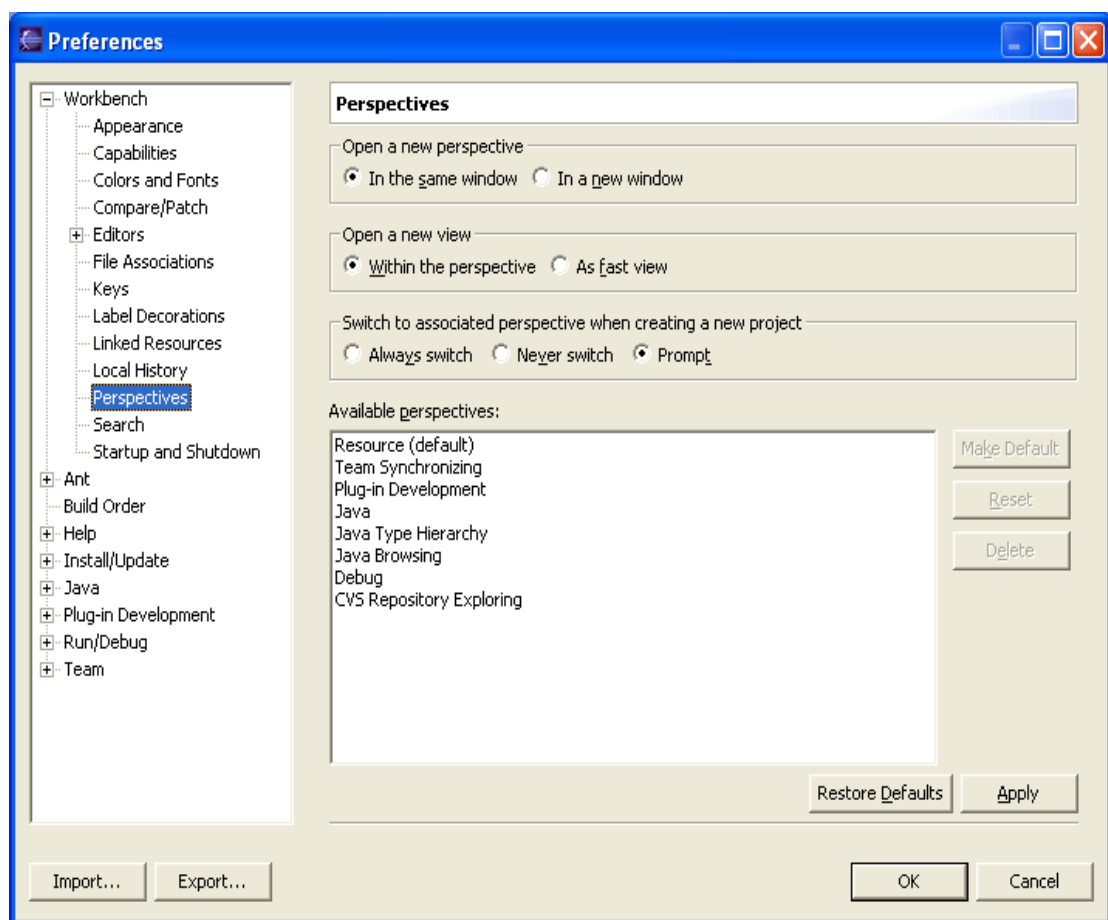 Preferences
Workbench
Appearance
Capabilities
Colors and Fonts
Compare/Patch
Editors
File Associations
Keys
Label Decorations
Linked Resources
Local History
Perspectives
Search
Startup and Shutdown
Ant
Build Order
Help
Install/Update
Java
Plug-in Development
Run/Debug
Team
Perspectives
Open a new perspective
In the same window In a new window
Open a new view
Within the perspective As fast view
Switch to associated perspective when creating a new project
Always switch Never switch Prompt
Available perspectives:
Resource (default)
Team Synchronizing
Plug-in Development
Java
Java Type Hierarchy
Java Browsing
Debug
CVS Repository Exploring
Make Default
Reset
Delete
Restore Defaults Apply
Import... Export... OK Cancel